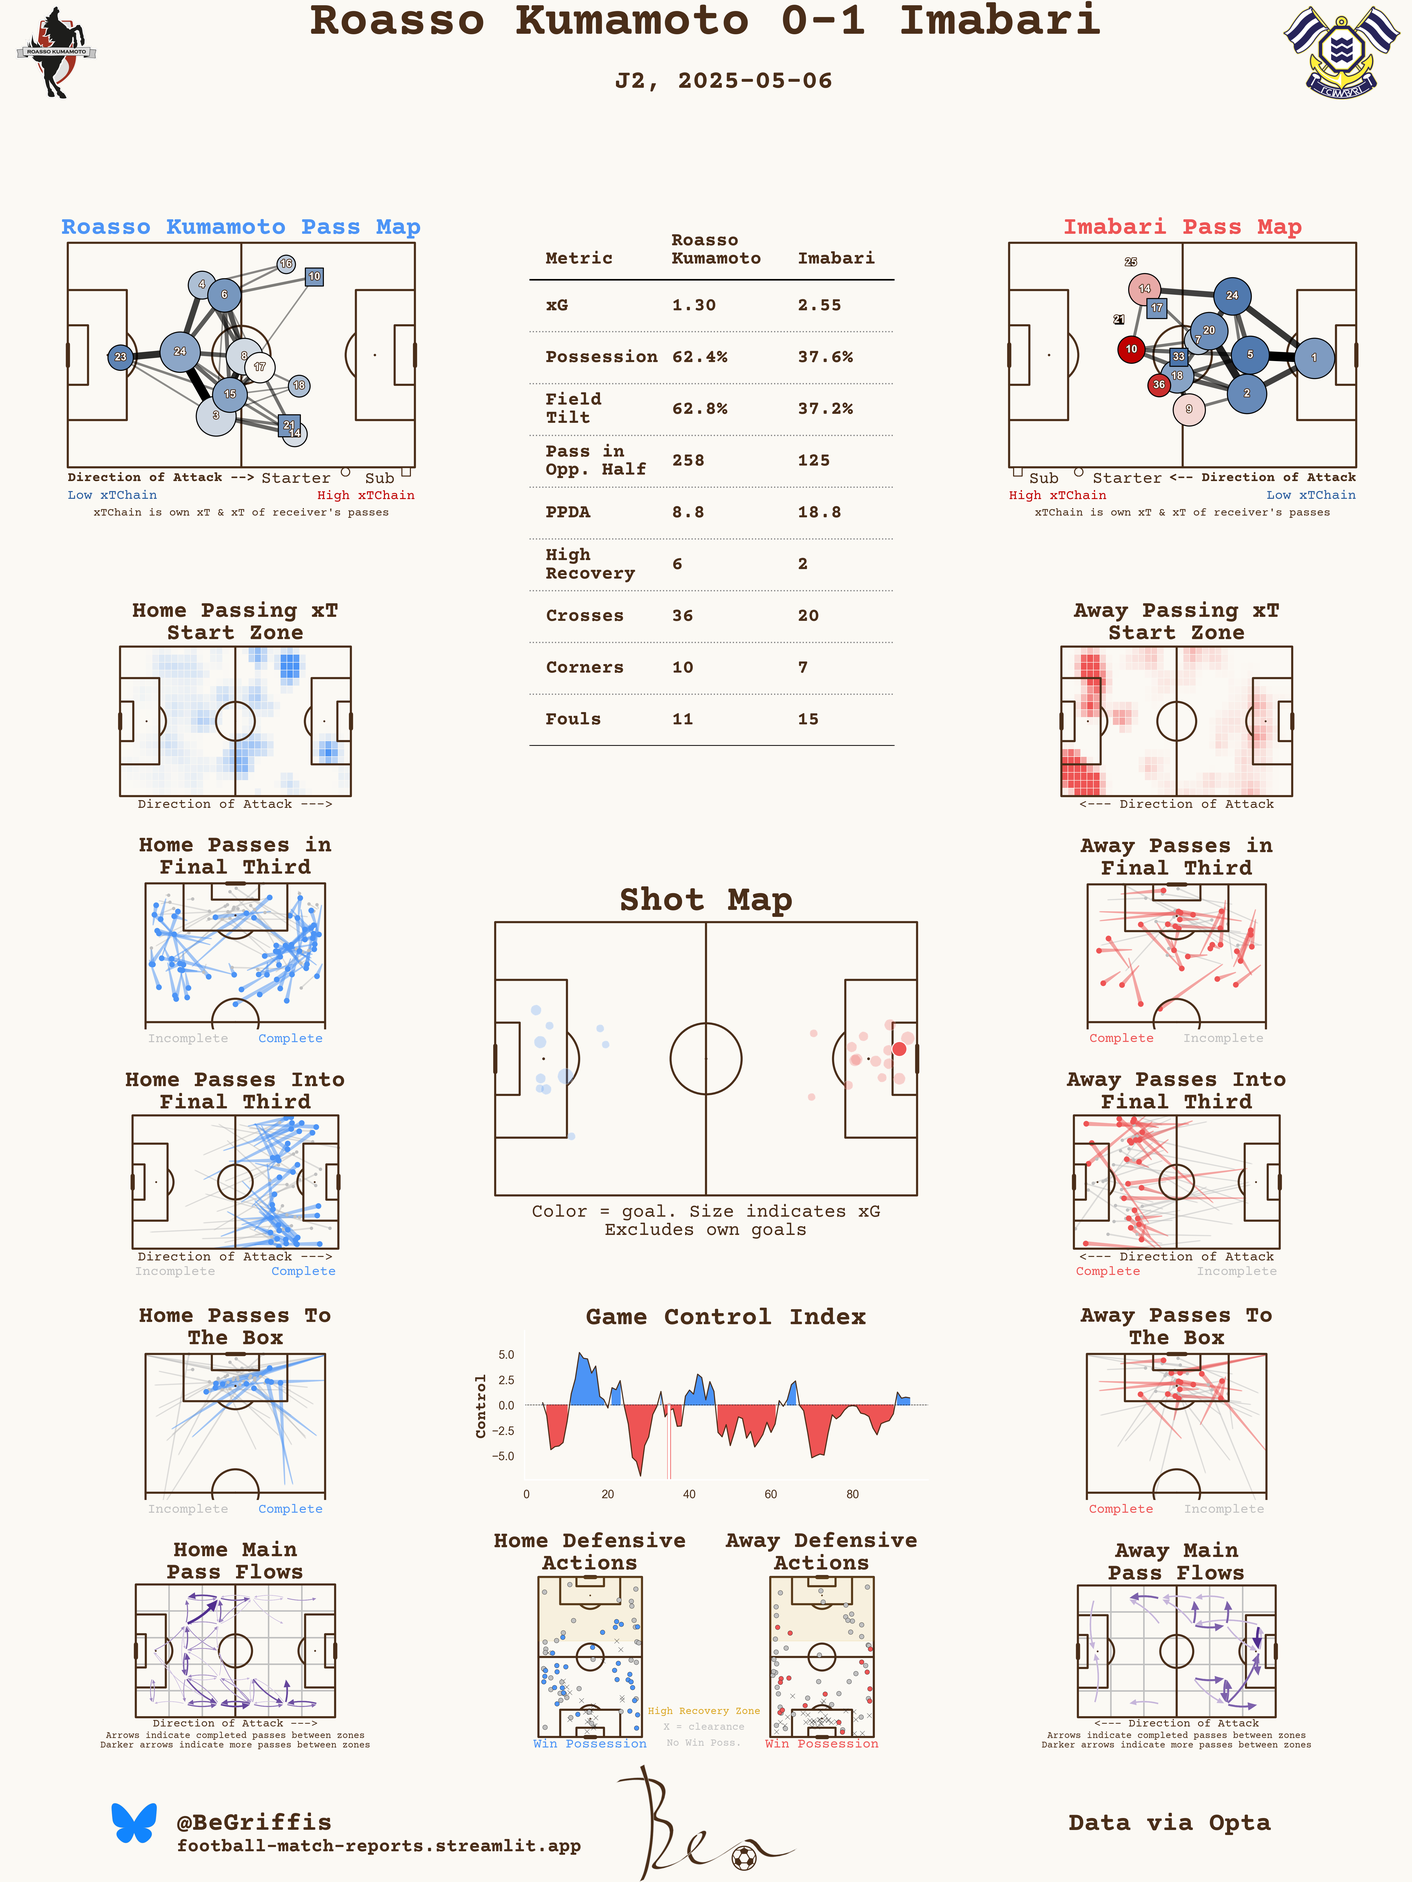 Roasso Kumamoto 0-1 Imabari
J2, 2025-05-06
ROASSO KUMAMOTO
FC IMABARI
Roasso Kumamoto Pass Map
16
10
4
6
23
24
8
17
18
15
3
21
14
Direction of Attack --> Starter Sub
Low xTChain High xTChain
xTChain is own xT & xT of receiver's passes
Metric Roasso Kumamoto Imabari
xG 1.30 2.55
Possession 62.4% 37.6%
Field Tilt 62.8% 37.2%
Pass in Opp. Half 258 125
PPDA 8.8 18.8
High Recovery 6 2
Crosses 36 20
Corners 10 7
Fouls 11 15
Imabari Pass Map
25
14
17
24
21
20
7
10
33
5
1
18
36
2
9
Sub Starter <-- Direction of Attack
High xTChain Low xTChain
xTChain is own xT & xT of receiver's passes
Home Passing xT
Start Zone
Direction of Attack --->
Away Passing xT
Start Zone
<--- Direction of Attack
Home Passes in
Final Third
Incomplete Complete
Shot Map
Color = goal. Size indicates xG
Excludes own goals
Away Passes in
Final Third
Complete Incomplete
Home Passes Into
Final Third
Direction of Attack --->
Incomplete Complete
Away Passes Into
Final Third
<--- Direction of Attack
Complete Incomplete
Home Passes To
The Box
Incomplete Complete
Game Control Index
Control
5.0
2.5
0.0
−2.5
−5.0
0 20 40 60 80
Away Passes To
The Box
Complete Incomplete
Home Main
Pass Flows
Direction of Attack --->
Arrows indicate completed passes between zones
Darker arrows indicate more passes between zones
Home Defensive
Actions
Win Possession
High Recovery Zone
X = clearance
No Win Poss.
Away Defensive
Actions
Win Possession
Away Main
Pass Flows
<--- Direction of Attack
Arrows indicate completed passes between zones
Darker arrows indicate more passes between zones
@BeGriffis
football-match-reports.streamlit.app
Ben
Data via Opta